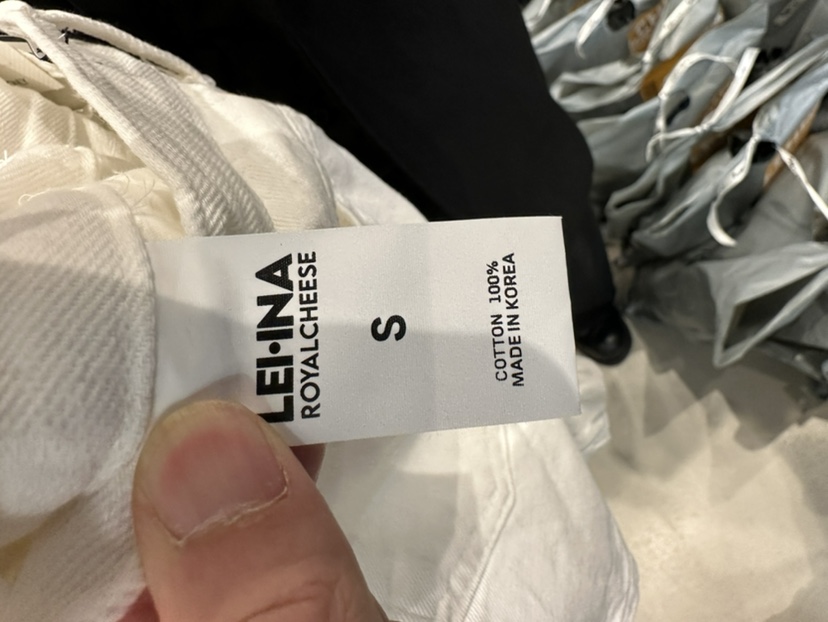 LEI·INA
ROYALCHEESE
S
COTTON 100%
MADE IN KOREA